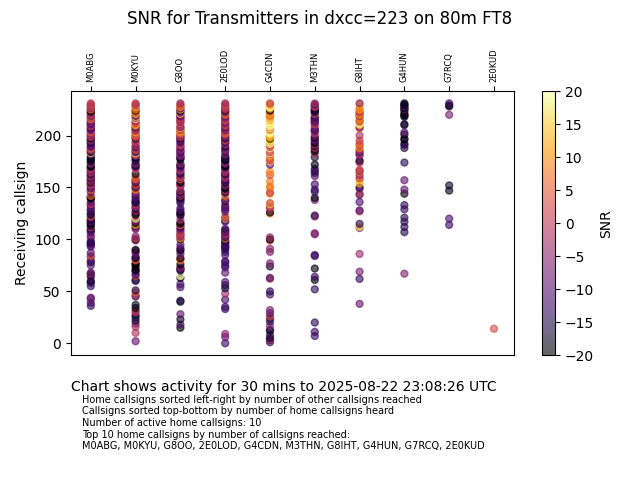 SNR for Transmitters in dxcc=223 on 80m FT8
M0ABG M0KYU G8OO 2E0LOD G4CDN M3THN G8IHT G4HUN G7RCQ 2E0KUD
Receiving callsign
200
150
100
50
0
20
15
10
5
0
−5
−10
−15
−20
SNR
Chart shows activity for 30 mins to 2025-08-22 23:08:26 UTC
Home callsigns sorted left-right by number of other callsigns reached
Callsigns sorted top-bottom by number of home callsigns heard
Number of active home callsigns: 10
Top 10 home callsigns by number of callsigns reached:
M0ABG, M0KYU, G8OO, 2E0LOD, G4CDN, M3THN, G8IHT, G4HUN, G7RCQ, 2E0KUD